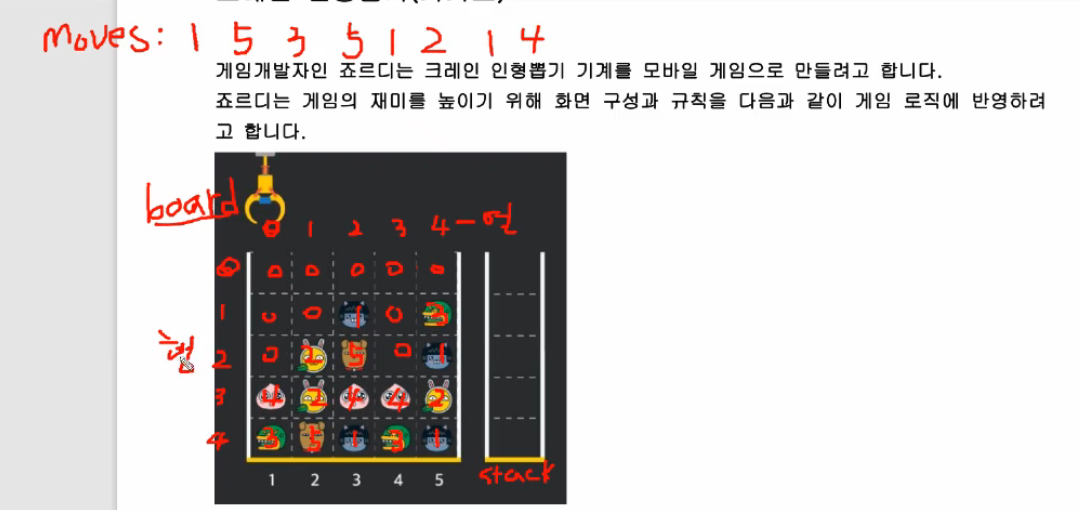 moves: 1 5 3 5 1 2 1 4
게임개발자인 죠르디는 크레인 인형뽑기 기계를 모바일 게임으로 만들려고 합니다.
죠르디는 게임의 재미를 높이기 위해 화면 구성과 규칙을 다음과 같이 게임 로직에 반영하려
고 합니다.
board
0 1 2 3 4 - 열
0 0 0 0 0 0
1 0 0 1 0 3
행 2 0 2 5 0 1
3 4 2 4 4 2
4 3 5 1 3 1
stack
1 2 3 4 5